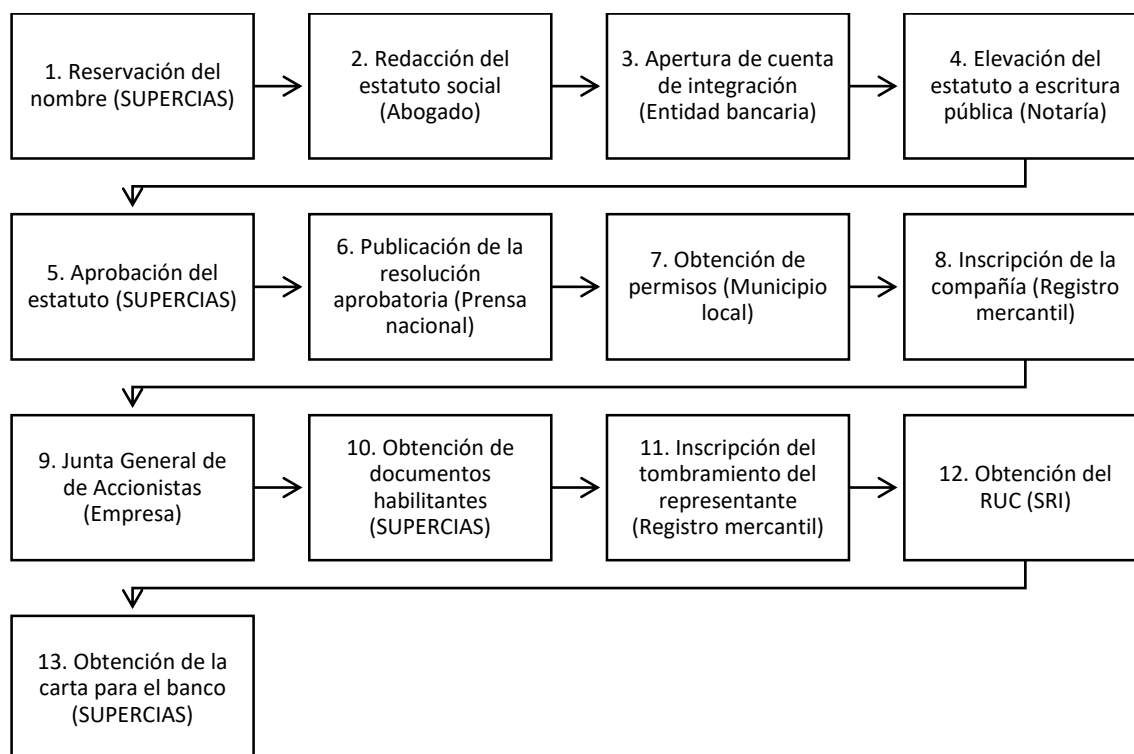 1. Reservación del
nombre (SUPERCIAS)
2. Redacción del
estatuto social
(Abogado)
3. Apertura de cuenta
de integración
(Entidad bancaria)
4. Elevación del
estatuto a escritura
pública (Notaría)
5. Aprobación del
estatuto (SUPERCIAS)
6. Publicación de la
resolución
aprobatoria (Prensa
nacional)
7. Obtención de
permisos (Municipio
local)
8. Inscripción de la
compañía (Registro
mercantil)
9. Junta General de
de Accionistas
(Empresa)
10. Obtención de
documentos
habilitantes
(SUPERCIAS)
11. Inscripción del
tombramiento del
representante
(Registro mercantil)
12. Obtención del
RUC (SRI)
13. Obtención de la
carta para el banco
(SUPERCIAS)